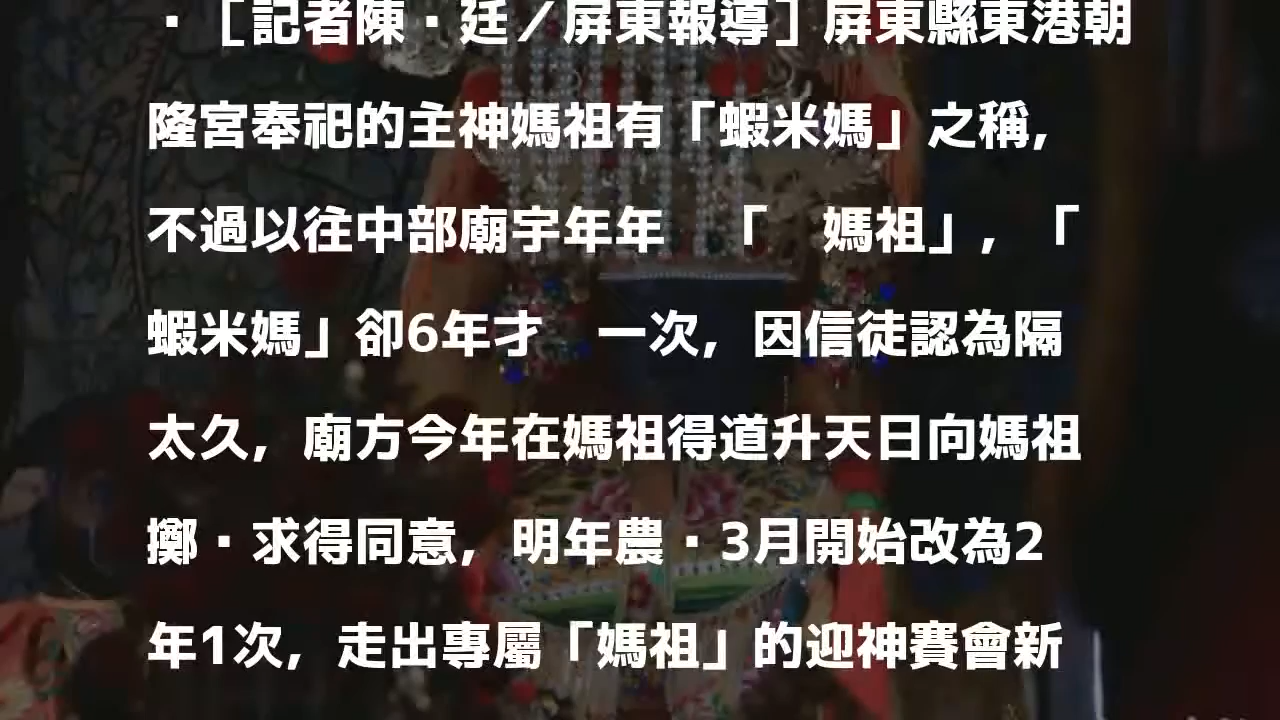 ·［記者陳·廷／屏東報導］屏東縣東港朝
隆宮奉祀的主神媽祖有「蝦米媽」之稱，
不過以往中部廟宇年年　「　媽祖」，「
蝦米媽」卻6年才　一次，因信徒認為隔
太久，廟方今年在媽祖得道升天日向媽祖
擲·求得同意，明年農·3月開始改為2
年1次，走出專屬「媽祖」的迎神賽會新